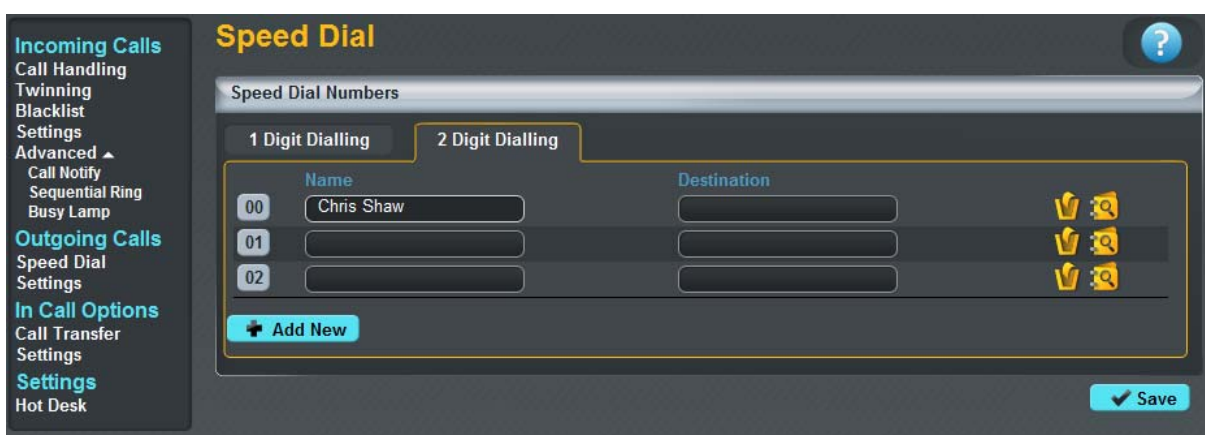 Incoming Calls
Call Handling
Twinning
Blacklist
Settings
Advanced
Call Notify
Sequential Ring
Busy Lamp
Outgoing Calls
Speed Dial
Settings
In Call Options
Call Transfer
Settings
Settings
Hot Desk
Speed Dial
?
Speed Dial Numbers
1 Digit Dialling 2 Digit Dialling
Name Destination
00 Chris Shaw
01
02
Add New
Save